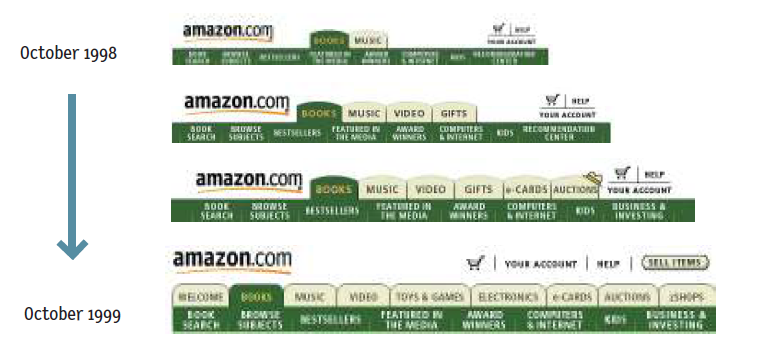 October 1998
amazon.com
BOOKS MUSIC
HELP
YOUR ACCOUNT
BOOK SEARCH
BROWSE SUBJECTS
BESTSELLERS
FEATURED IN THE MEDIA
AWARD WINNERS
COMPUTERS & INTERNET
KIDS
RECOMMENDATION CENTER
amazon.com
BOOKS MUSIC VIDEO GIFTS
HELP
YOUR ACCOUNT
BOOK SEARCH
BROWSE SUBJECTS
BESTSELLERS
FEATURED IN THE MEDIA
AWARD WINNERS
COMPUTERS & INTERNET
KIDS
RECOMMENDATION CENTER
amazon.com
BOOKS MUSIC VIDEO GIFTS e-CARDS AUCTIONS
HELP
YOUR ACCOUNT
BOOK SEARCH
BROWSE SUBJECTS
BESTSELLERS
FEATURED IN THE MEDIA
AWARD WINNERS
COMPUTERS & INTERNET
KIDS
BUSINESS & INVESTING
October 1999
amazon.com
YOUR ACCOUNT HELP SELL ITEMS
WELCOME BOOKS MUSIC VIDEO TOYS & GAMES ELECTRONICS e-CARDS AUCTIONS zSHOPS
BOOK SEARCH
BROWSE SUBJECTS
BESTSELLERS
FEATURED IN THE MEDIA
AWARD WINNERS
COMPUTERS & INTERNET
KIDS
BUSINESS & INVESTING